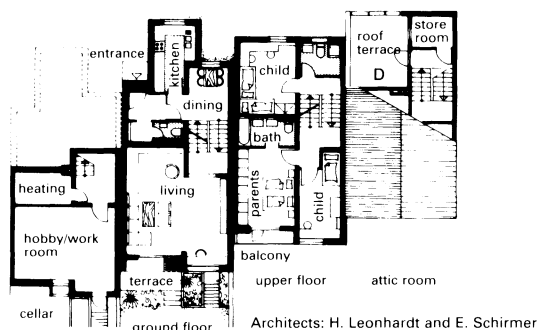 entrance
kitchen
dining
heating
living
hobby/work
room
terrace
cellar
ground floor
child
bath
parents
child
balcony
upper floor
roof
terrace
D
store
room
attic room
Architects: H. Leonhardt and E. Schirmer